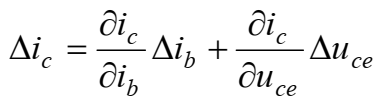 Δi_c = ∂i_c/∂i_b Δi_b + ∂i_c/∂u_ce Δu_ce